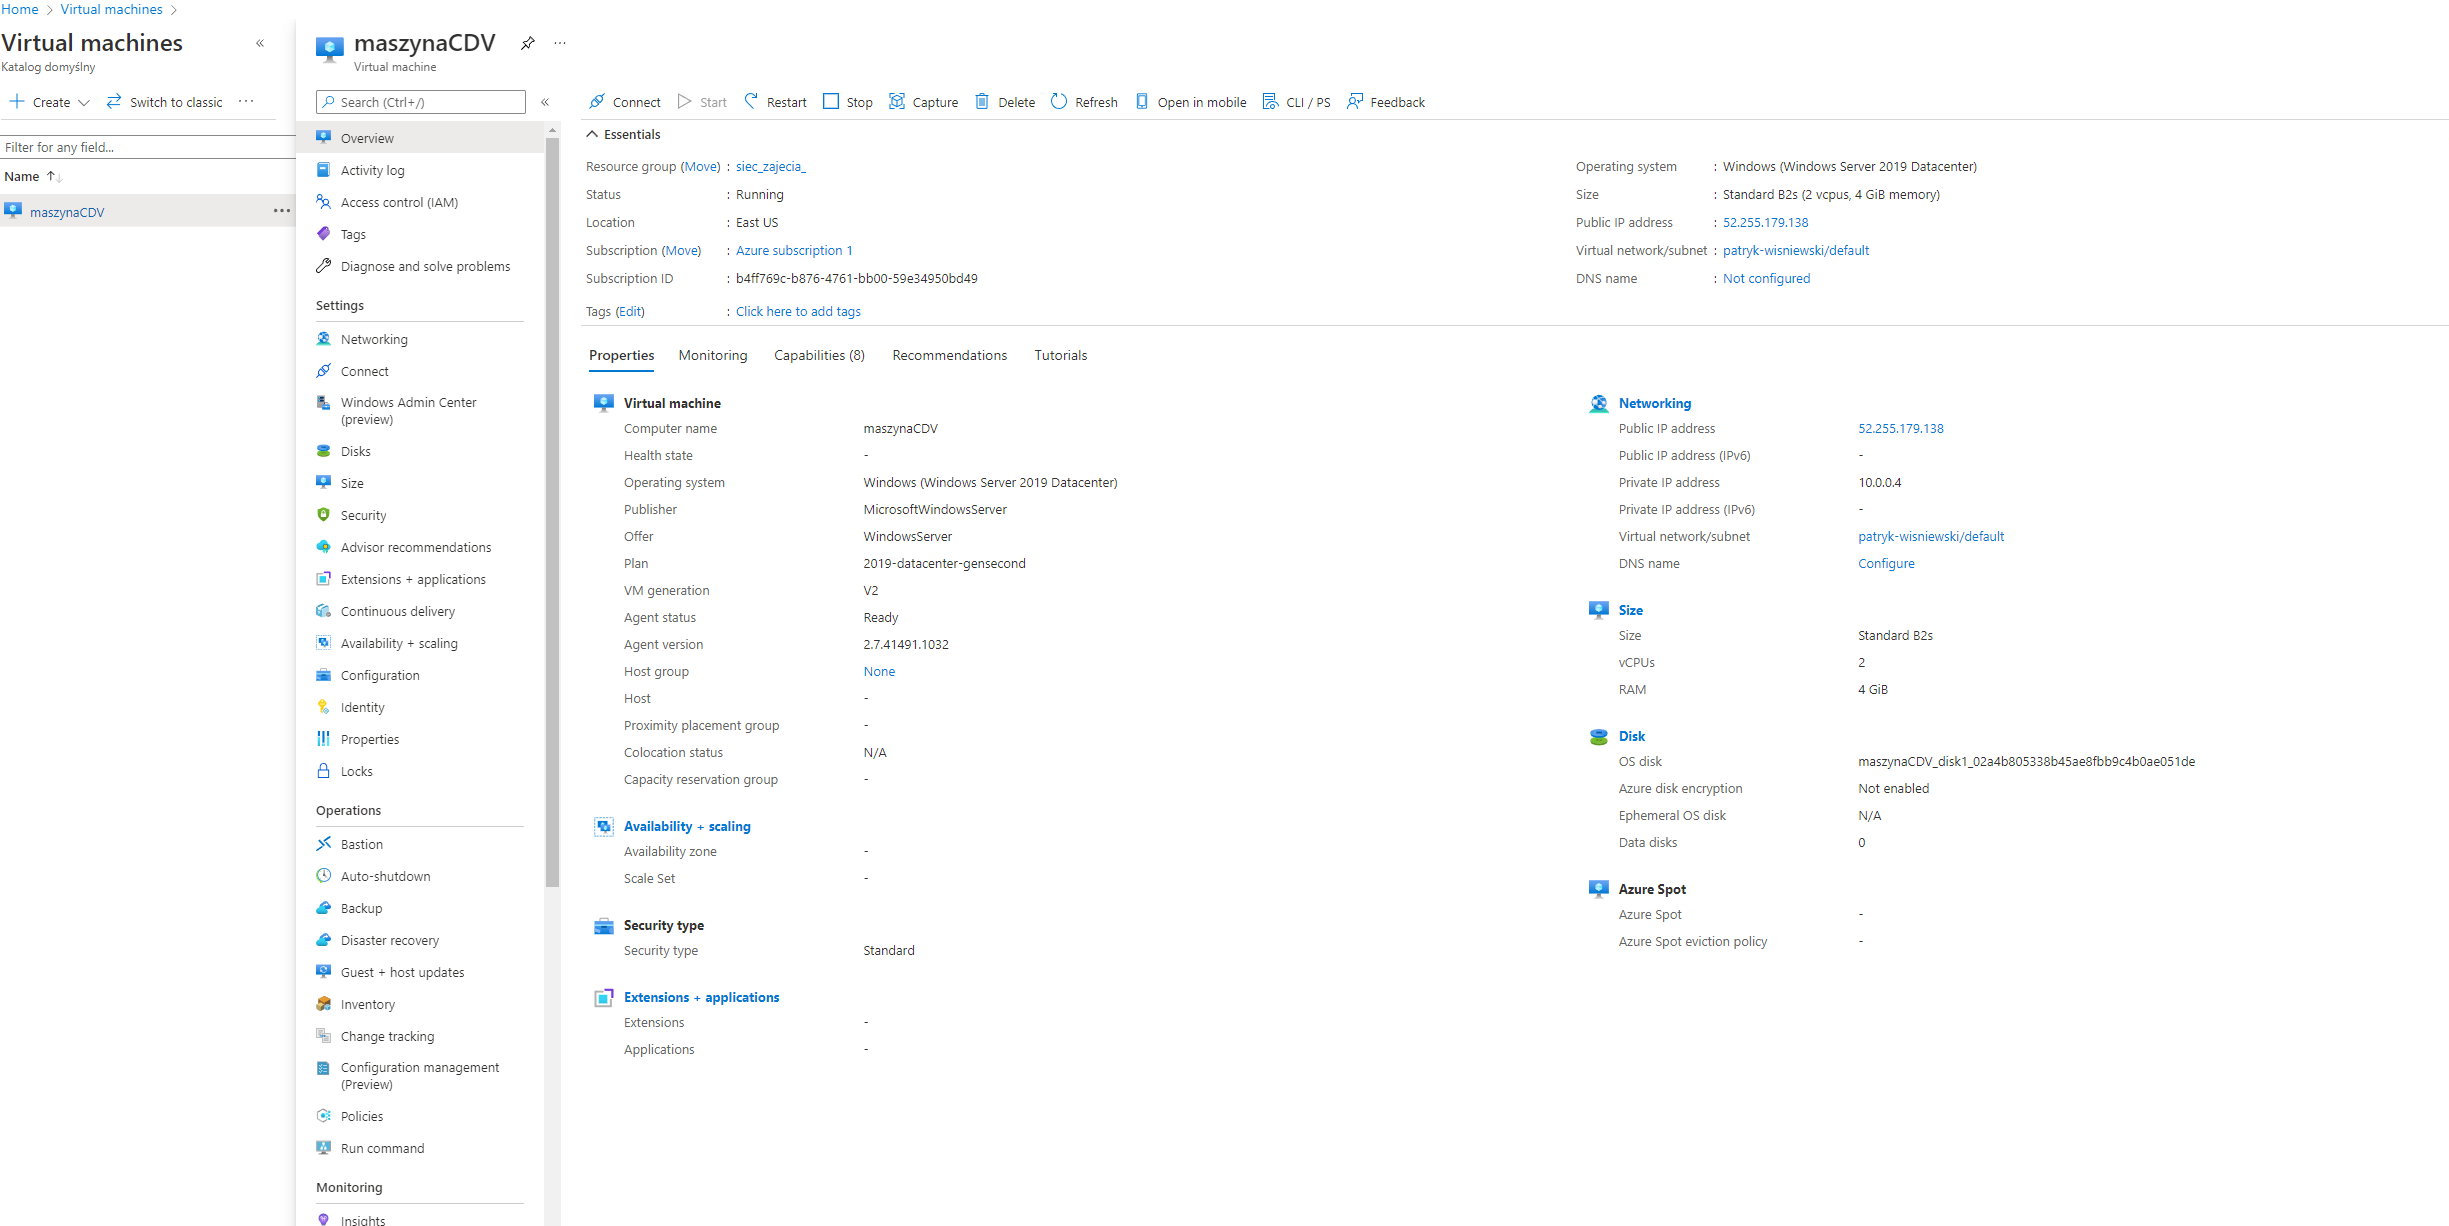 Home > Virtual machines >
Virtual machines
Katalog domyślny
Create
Switch to classic
Filter for any field...
Name
maszynaCDV
maszynaCDV
Virtual machine
Search (Ctrl+/)
Overview
Activity log
Access control (IAM)
Tags
Diagnose and solve problems
Settings
Networking
Connect
Windows Admin Center
(preview)
Disks
Size
Security
Advisor recommendations
Extensions + applications
Continuous delivery
Availability + scaling
Configuration
Identity
Properties
Locks
Operations
Bastion
Auto-shutdown
Backup
Disaster recovery
Guest + host updates
Inventory
Change tracking
Configuration management
(Preview)
Policies
Run command
Monitoring
Insights
Connect Start Restart Stop Capture Delete Refresh Open in mobile CLI / PS Feedback
Essentials
Resource group (Move) : siec_zajecia_
Status : Running
Location : East US
Subscription (Move) : Azure subscription 1
Subscription ID : b4ff769c-b876-4761-bb00-59e34950bd49
Tags (Edit) : Click here to add tags
Operating system : Windows (Windows Server 2019 Datacenter)
Size : Standard B2s (2 vcpus, 4 GiB memory)
Public IP address : 52.255.179.138
Virtual network/subnet : patryk-wisniewski/default
DNS name : Not configured
Properties Monitoring Capabilities (8) Recommendations Tutorials
Virtual machine
Computer name maszynaCDV
Health state -
Operating system Windows (Windows Server 2019 Datacenter)
Publisher MicrosoftWindowsServer
Offer WindowsServer
Plan 2019-datacenter-gensecond
VM generation V2
Agent status Ready
Agent version 2.7.41491.1032
Host group None
Host -
Proximity placement group -
Colocation status N/A
Capacity reservation group -
Availability + scaling
Availability zone -
Scale Set -
Security type
Security type Standard
Extensions + applications
Extensions -
Applications -
Networking
Public IP address 52.255.179.138
Public IP address (IPv6) -
Private IP address 10.0.0.4
Private IP address (IPv6) -
Virtual network/subnet patryk-wisniewski/default
DNS name Configure
Size
Size Standard B2s
vCPUs 2
RAM 4 GiB
Disk
OS disk maszynaCDV_disk1_02a4b805338b45ae8fbb9c4b0ae051de
Azure disk encryption Not enabled
Ephemeral OS disk N/A
Data disks 0
Azure Spot
Azure Spot -
Azure Spot eviction policy -